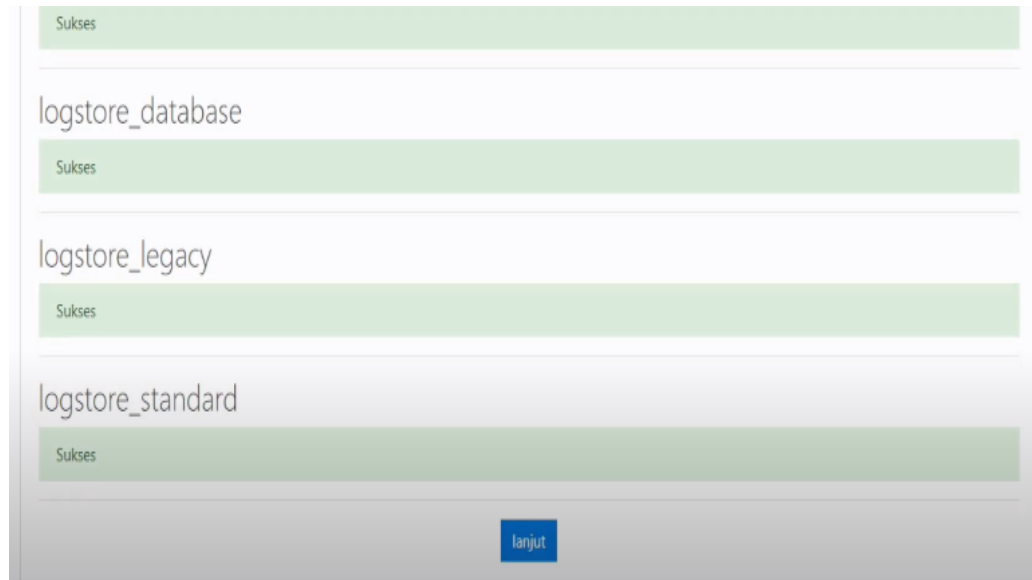 Sukses
logstore_database
Sukses
logstore_legacy
Sukses
logstore_standard
Sukses
lanjut